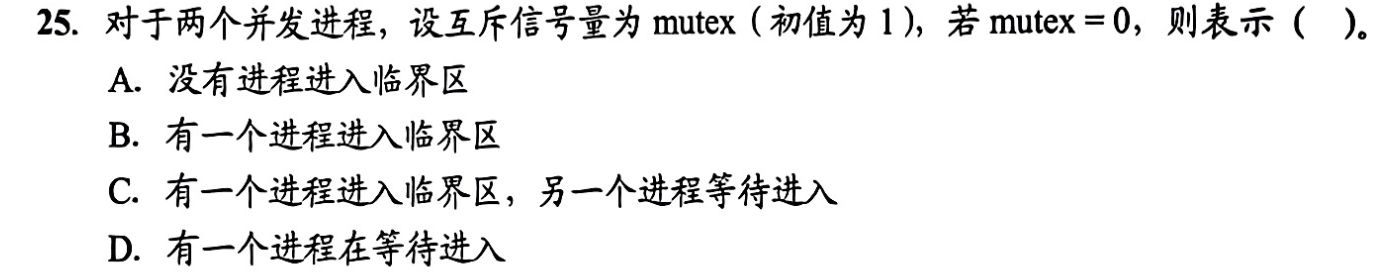 25. 对于两个并发进程，设互斥信号量为 mutex（初值为 1），若 mutex = 0，则表示（ ）。
A. 没有进程进入临界区
B. 有一个进程进入临界区
C. 有一个进程进入临界区，另一个进程等待进入
D. 有一个进程在等待进入